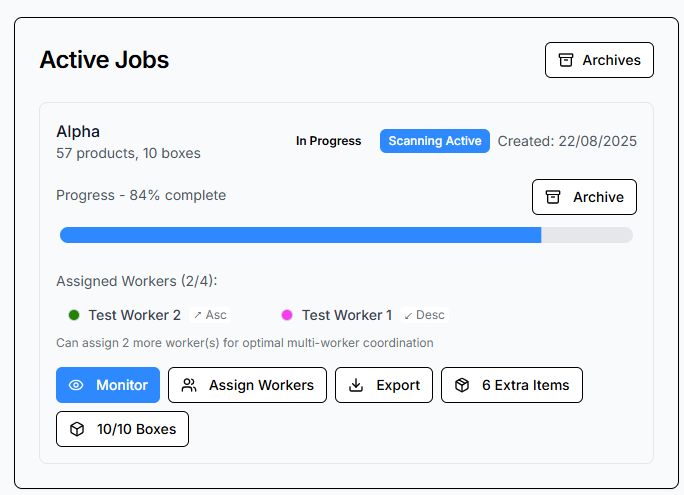 Active Jobs
Archives
Alpha
57 products, 10 boxes
In Progress
Scanning Active
Created: 22/08/2025
Progress - 84% complete
Archive
Assigned Workers (2/4):
Test Worker 2 ↗ Asc
Test Worker 1 ↙ Desc
Can assign 2 more worker(s) for optimal multi-worker coordination
Monitor
Assign Workers
Export
6 Extra Items
10/10 Boxes